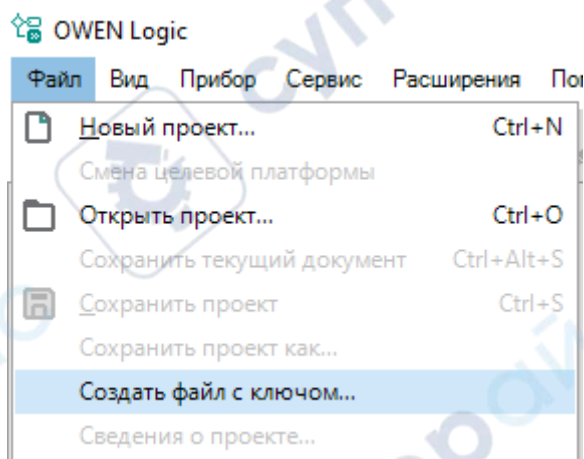 OWEN Logic
Файл Вид Прибор Сервис Расширения
Новый проект... Ctrl+N
Смена целевой платформы
Открыть проект... Ctrl+O
Сохранить текущий документ Ctrl+Alt+S
Сохранить проект Ctrl+S
Сохранить проект как...
Создать файл с ключом...
Сведения о проекте...